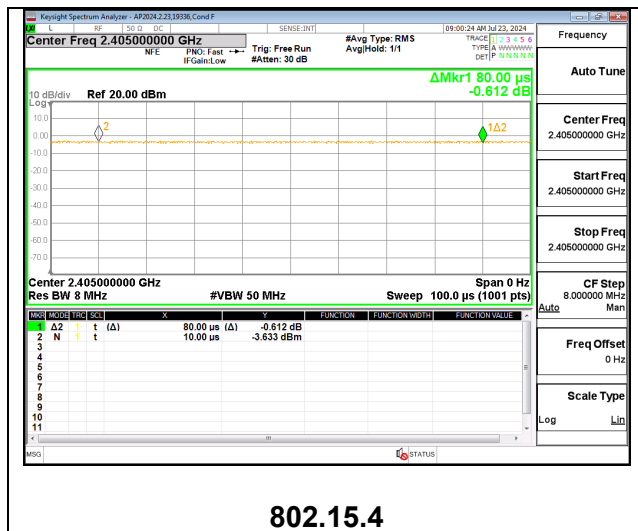 Keysight Spectrum Analyzer - AP2024.2.23,19336,Cond F
LXI L RF 50 Ω DC SENSE:INT 09:00:24 AM Jul 23, 2024
Center Freq 2.405000000 GHz
NFE PNO: Fast Trig: Free Run #Avg Type: RMS TRACE 1 2 3 4 5 6
IFGain:Low #Atten: 30 dB Avg|Hold: 1/1 TYPE A WWWWW
DET P N N N N N
ΔMkr1 80.00 µs
-0.612 dB
10 dB/div Ref 20.00 dBm
Log
10.0
0.00
-10.0
-20.0
-30.0
-40.0
-50.0
-60.0
-70.0
2
1Δ2
Center 2.405000000 GHz Span 0 Hz
Res BW 8 MHz #VBW 50 MHz Sweep 100.0 µs (1001 pts)
MKR MODE TRC SCL X Y FUNCTION FUNCTION WIDTH FUNCTION VALUE
1 Δ2 1 t (Δ) 80.00 µs (Δ) -0.612 dB
2 N 1 t 10.00 µs -3.633 dBm
3
4
5
6
7
8
9
10
11
MSG STATUS
Frequency
Auto Tune
Center Freq
2.405000000 GHz
Start Freq
2.405000000 GHz
Stop Freq
2.405000000 GHz
CF Step
8.000000 MHz
Auto Man
Freq Offset
0 Hz
Scale Type
Log Lin
802.15.4